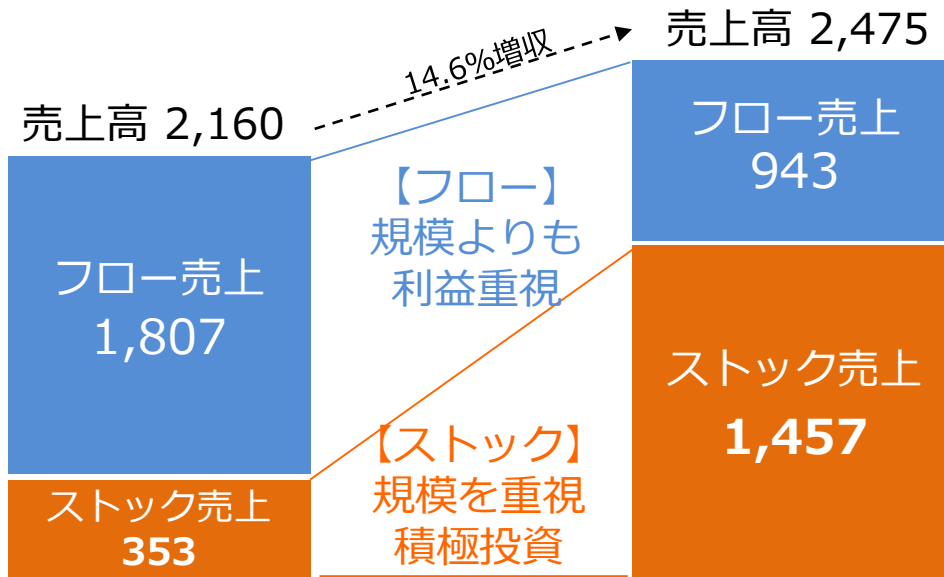 売上高 2,160
フロー売上
1,807
ストック売上
353
14.6%増収
【フロー】
規模よりも
利益重視
【ストック】
規模を重視
積極投資
売上高 2,475
フロー売上
943
ストック売上
1,457